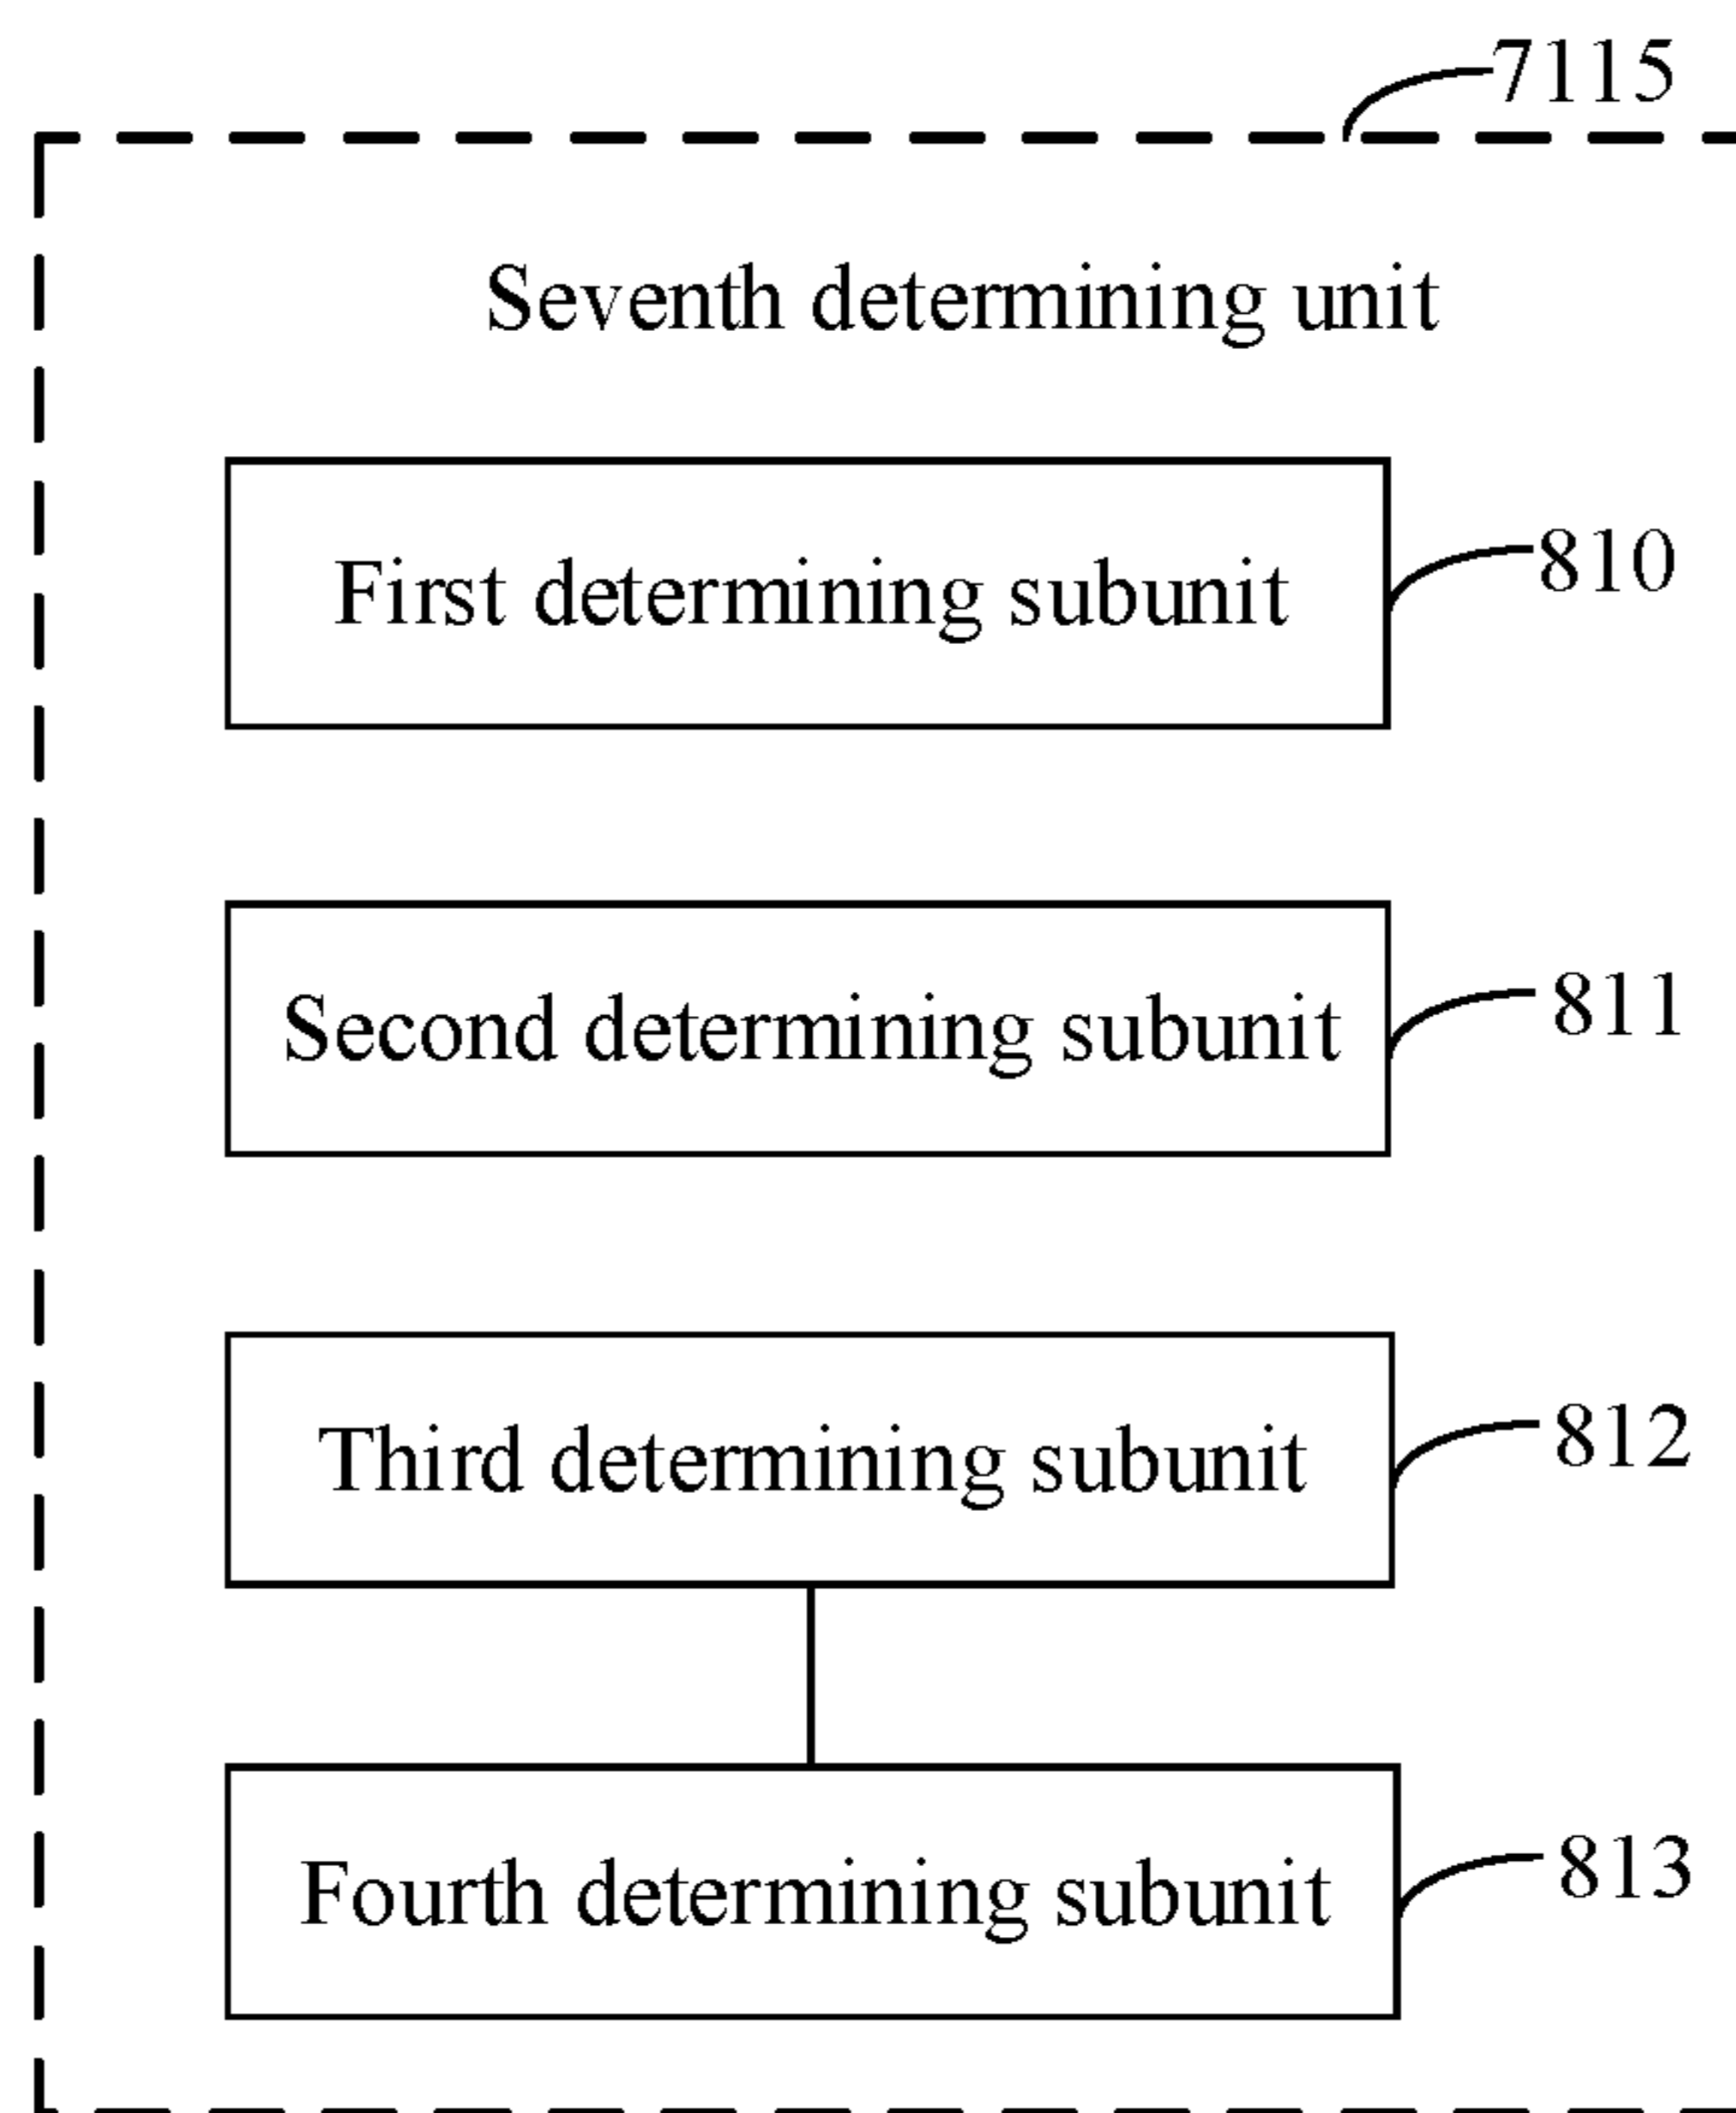 7115
Seventh determining unit
First determining subunit
810
Second determining subunit
811
Third determining subunit
812
Fourth determining subunit
813